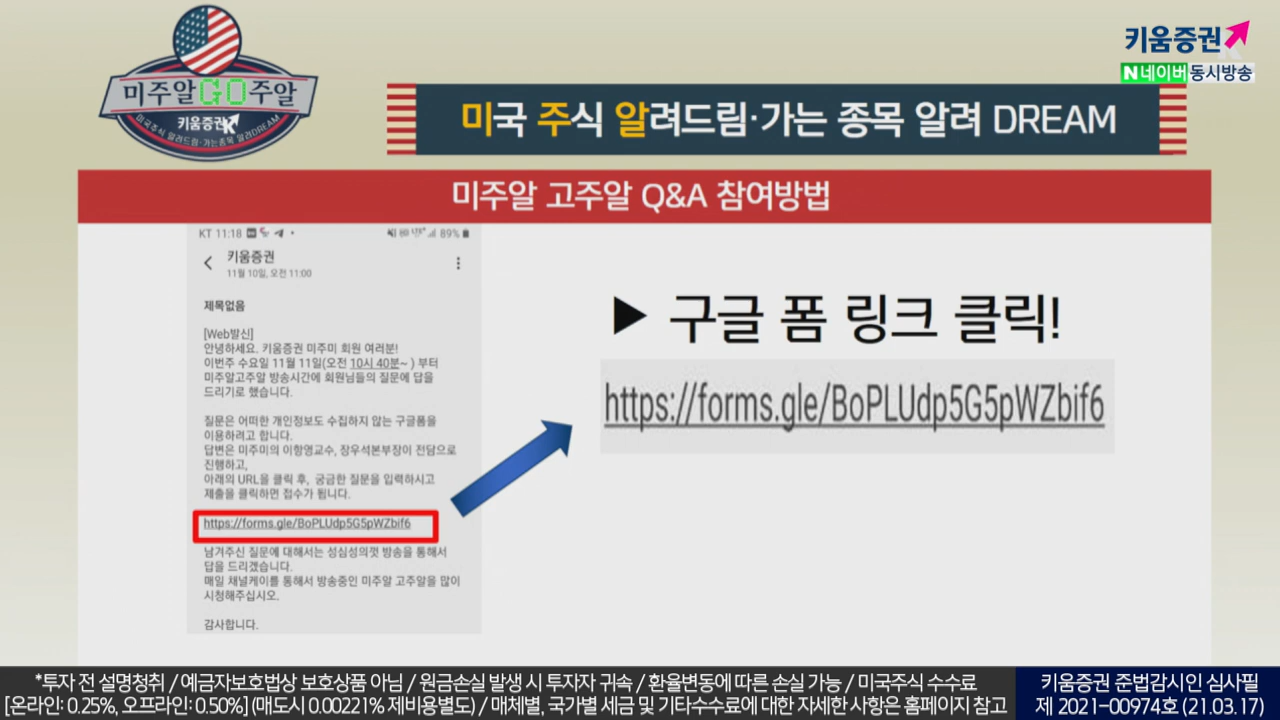 미주알GO주알
키움증권
미국주식 알려드림·가는종목 알려DREAM
키움증권
N 네이버 동시방송
미국 주식 알려드림·가는 종목 알려 DREAM
미주알 고주알 Q&A 참여방법
KT 11:18
89%
키움증권
11월 10일, 오전 11:00
제목없음
[Web발신]
안녕하세요. 키움증권 미주미 회원 여러분!
이번주 수요일 11월 11일(오전 10시 40분~ ) 부터
미주알고주알 방송시간에 회원님들의 질문에 답을
드리기로 했습니다.
질문은 어떠한 개인정보도 수집하지 않는 구글폼을
이용하려고 합니다.
답변은 미주미의 이항영교수, 장우석본부장이 전담으로
진행하고,
아래의 URL을 클릭 후, 궁금한 질문을 입력하시고
제출을 클릭하면 접수가 됩니다.
https://forms.gle/BoPLUdp5G5pWZbif6
남겨주신 질문에 대해서는 성심성의껏 방송을 통해서
답을 드리겠습니다.
매일 채널케이를 통해서 방송중인 미주알 고주알을 많이
시청해주십시오.
감사합니다.
▶ 구글 폼 링크 클릭!
https://forms.gle/BoPLUdp5G5pWZbif6
*투자 전 설명청취 / 예금자보호법상 보호상품 아님 / 원금손실 발생 시 투자자 귀속 / 환율변동에 따른 손실 가능 / 미국주식 수수료
[온라인: 0.25%, 오프라인: 0.50%] (매도시 0.00221% 제비용별도) / 매체별, 국가별 세금 및 기타수수료에 대한 자세한 사항은 홈페이지 참고
키움증권 준법감시인 심사필
제 2021-00974호 (21.03.17)